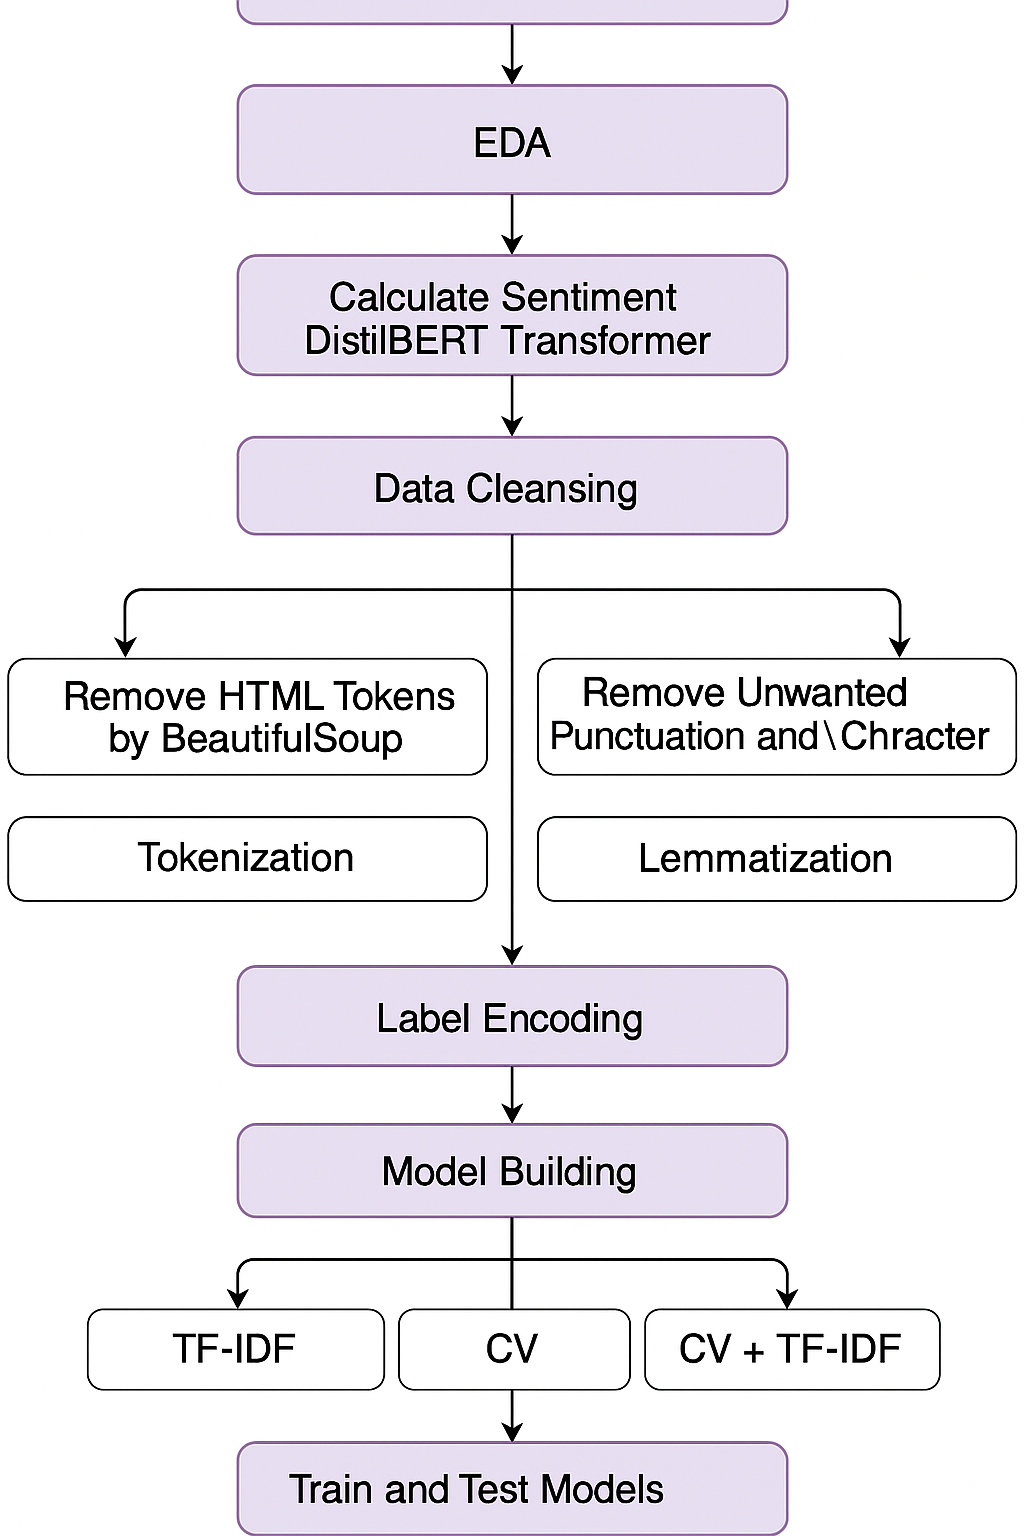 EDA
Calculate Sentiment
DistilBERT Transformer
Data Cleansing
Remove HTML Tokens
by BeautifulSoup
Remove Unwanted
Punctuation and\Chracter
Tokenization
Lemmatization
Label Encoding
Model Building
TF-IDF
CV
CV + TF-IDF
Train and Test Models